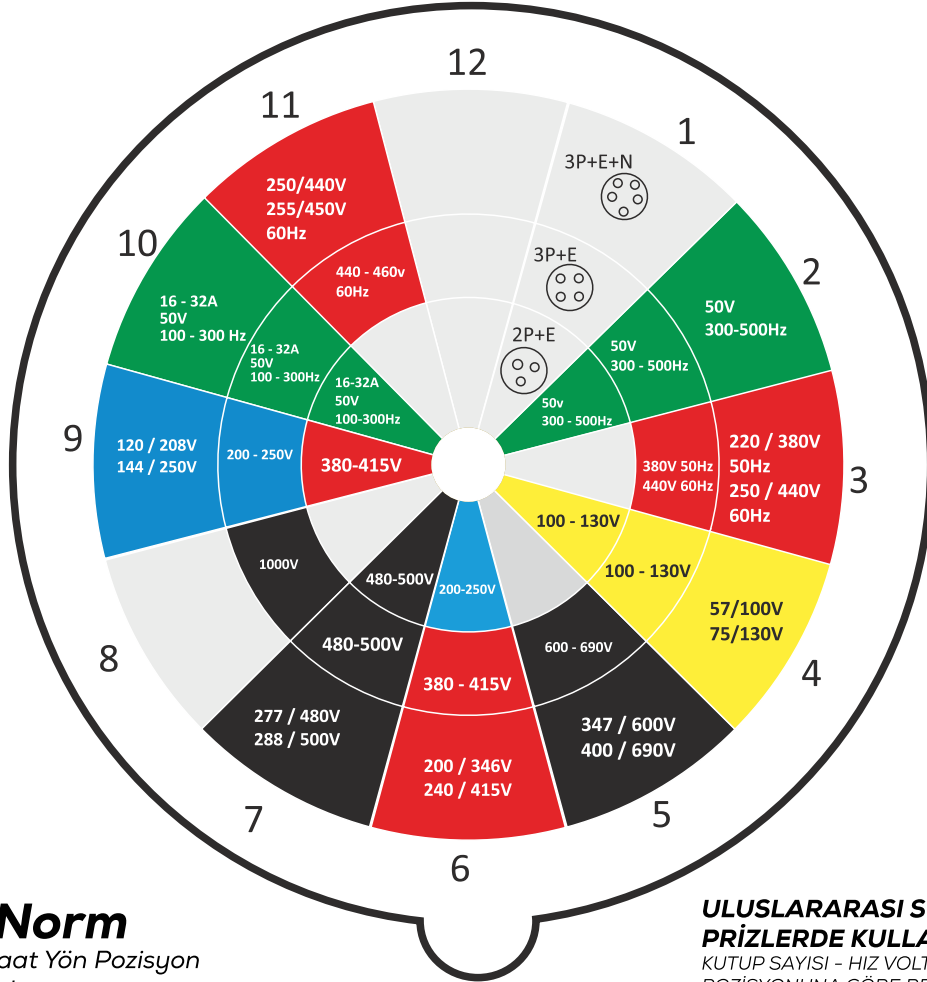 12
11
1
3P+E+N
250/440V
255/450V
60Hz
10
2
3P+E
440 - 460v
60Hz
16 - 32A
50V
100 - 300 Hz
50V
300-500Hz
2P+E
16 - 32A
50V
100 - 300Hz
50V
300 - 500Hz
16-32A
50V
100-300Hz
50v
300 - 500Hz
9
120 / 208V
144 / 250V
200 - 250V
380-415V
380V 50Hz
440V 60Hz
220 / 380V
50Hz
250 / 440V
60Hz
3
100 - 130V
1000V
480-500V
200-250V
100 - 130V
57/100V
75/130V
8
480-500V
600 - 690V
4
380 - 415V
277 / 480V
288 / 500V
347 / 600V
400 / 690V
200 / 346V
240 / 415V
7
5
6
Norm
aat Yön Pozisyon
ULUSLARARASI S
PRİZLERDE KULLA
KUTUP SAYISI - HIZ VOLT